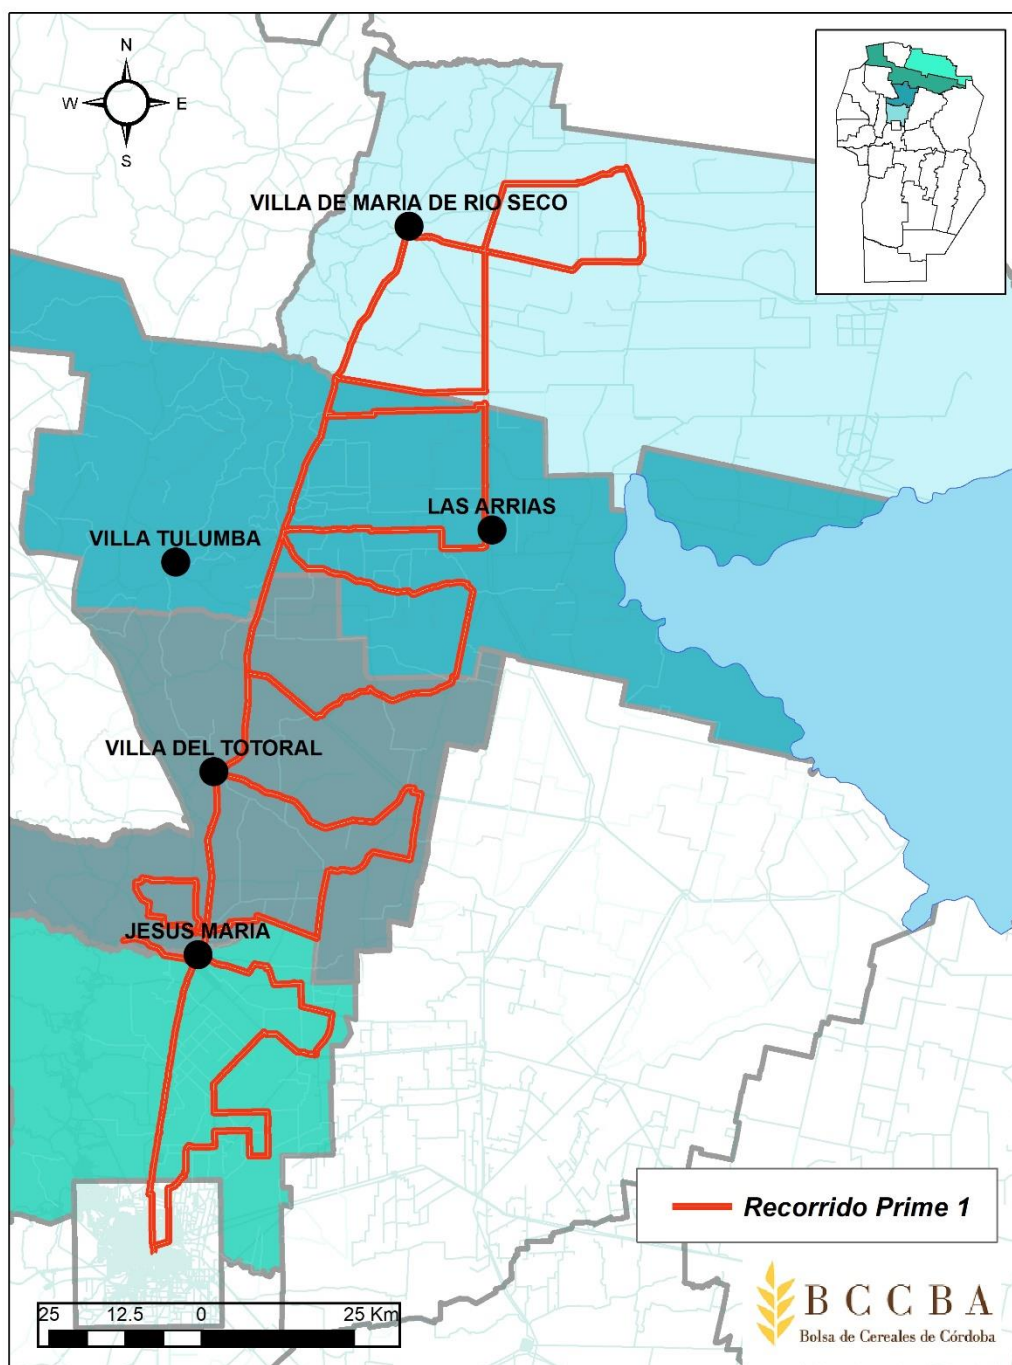 N
W E
S
VILLA DE MARIA DE RIO SECO
LAS ARRIAS
VILLA TULUMBA
VILLA DEL TOTORAL
JESUS MARIA
Recorrido Prime 1
25 12.5 0 25 Km
BCCBA
Bolsa de Cereales de Córdoba